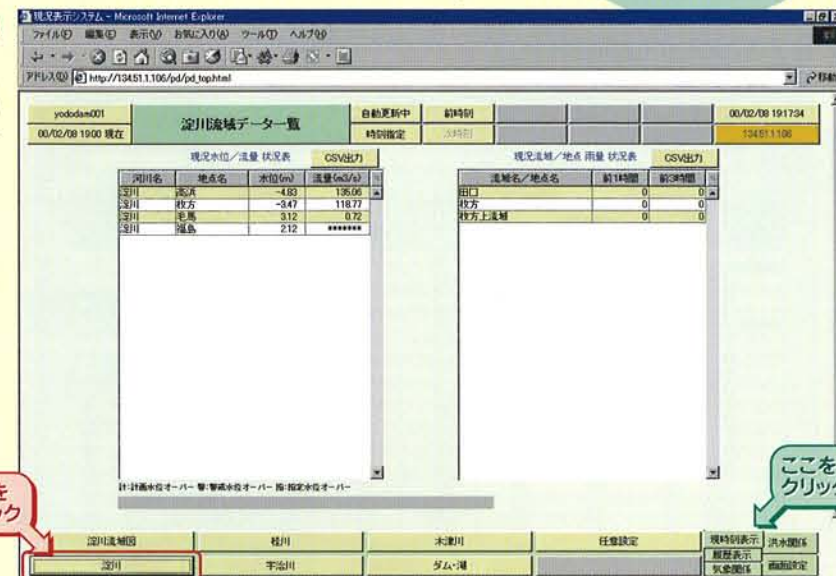 現況表示システム - Microsoft Internet Explorer
ファイル(F) 編集(E) 表示(V) お気に入り(A) ツール(T) ヘルプ(H)
アドレス(D) http://134.51.1.106/pd/pd_top.html 移動
yododam001 淀川流域データ一覧 自動更新中 前時刻 00/02/08 19:17:34
00/02/08 19:00 現在 時刻指定 次時刻 134.51.1.106
現況水位/流量 状況表 CSV出力
河川名 地点名 水位(m) 流量(m3/s)
淀川 高浜 -4.83 135.06
淀川 枚方 -3.47 118.77
淀川 毛馬 3.12 0.72
淀川 福島 2.12 *******
計:計画水位オーバー 警:警戒水位オーバー 指:指定水位オーバー
現況流域/地点 雨量 状況表 CSV出力
流域名/地点名 前1時間 前3時間
田口 0 0
枚方 0 0
枚方上流域 0 0
を
ック
ここを
クリック
淀川流域図 桂川 木津川 任意設定 現時刻表示 洪水関係
淀川 宇治川 ダム・湖 履歴表示 気象関係 画面設定